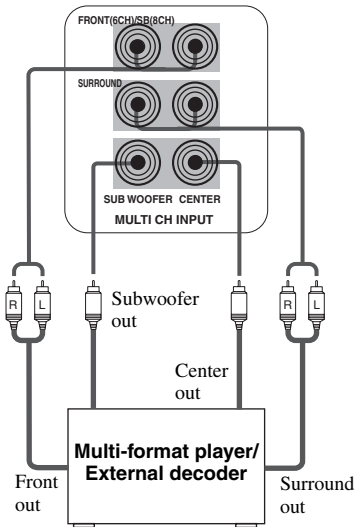 FRONT(6CH)/SB(8CH)
SURROUND
SUB WOOFER CENTER
MULTI CH INPUT
R L
Subwoofer
out
R L
Center
out
Multi-format player/
External decoder
Front
out
Surround
out